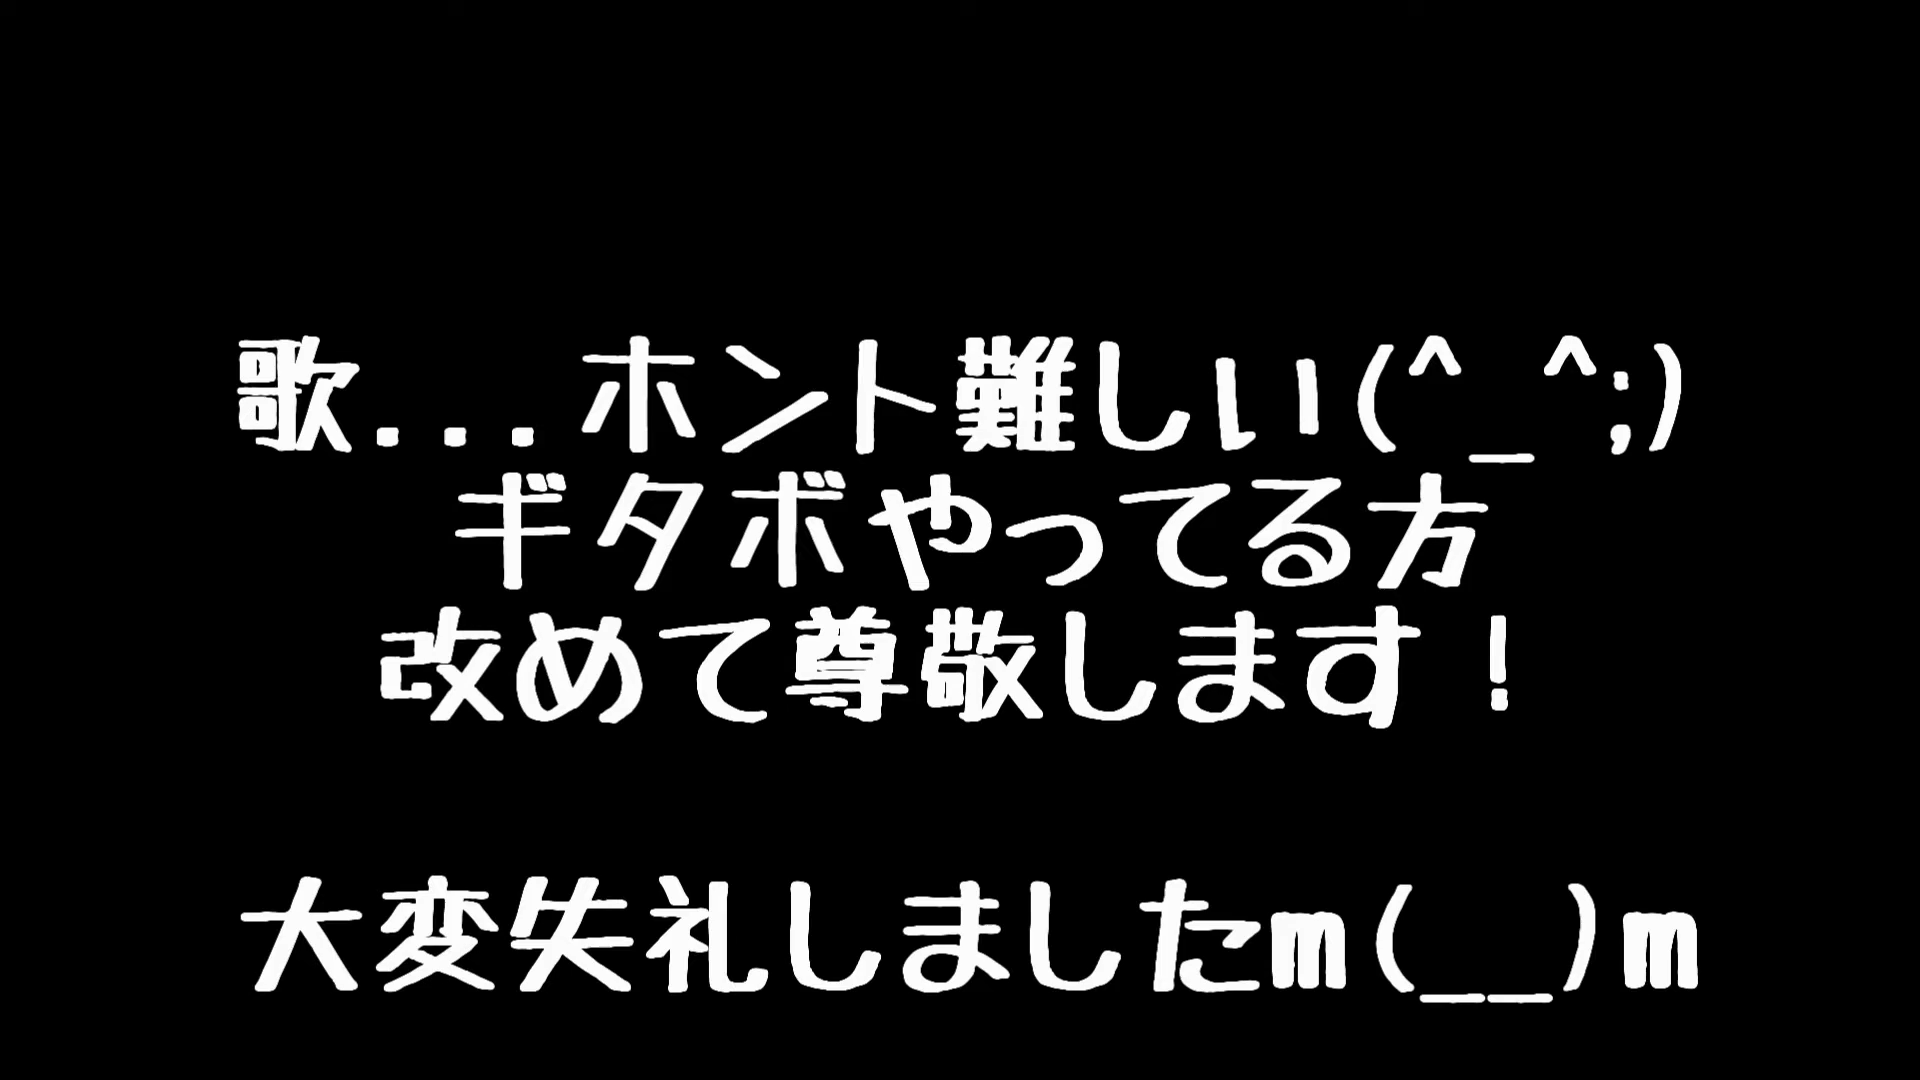 歌...ホント難しい(^_^;)
ギタボやってる方
改めて尊敬します！
大変失礼しましたm(__)m